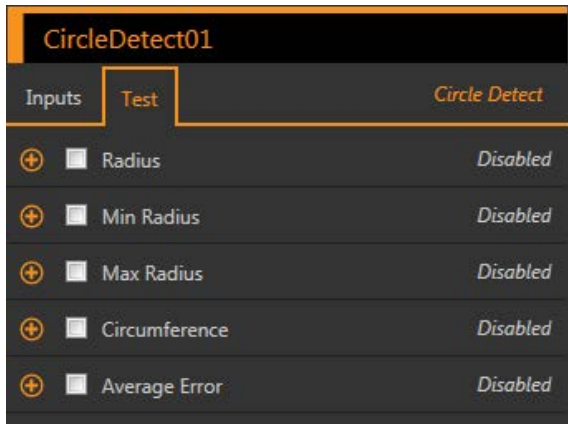 CircleDetect01
Inputs Test Circle Detect
Radius Disabled
Min Radius Disabled
Max Radius Disabled
Circumference Disabled
Average Error Disabled